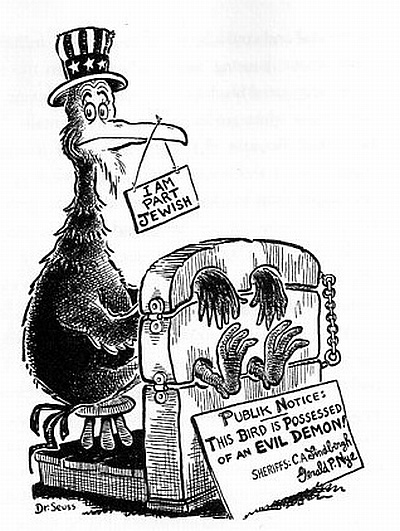 I AM
PART
JEWISH
PUBLIK NOTICE:
THIS BIRD IS POSSESSED
OF AN EVIL DEMON!
SHERIFFS: C.A. Lindbergh
Gerald P. Nye
Dr. Seuss